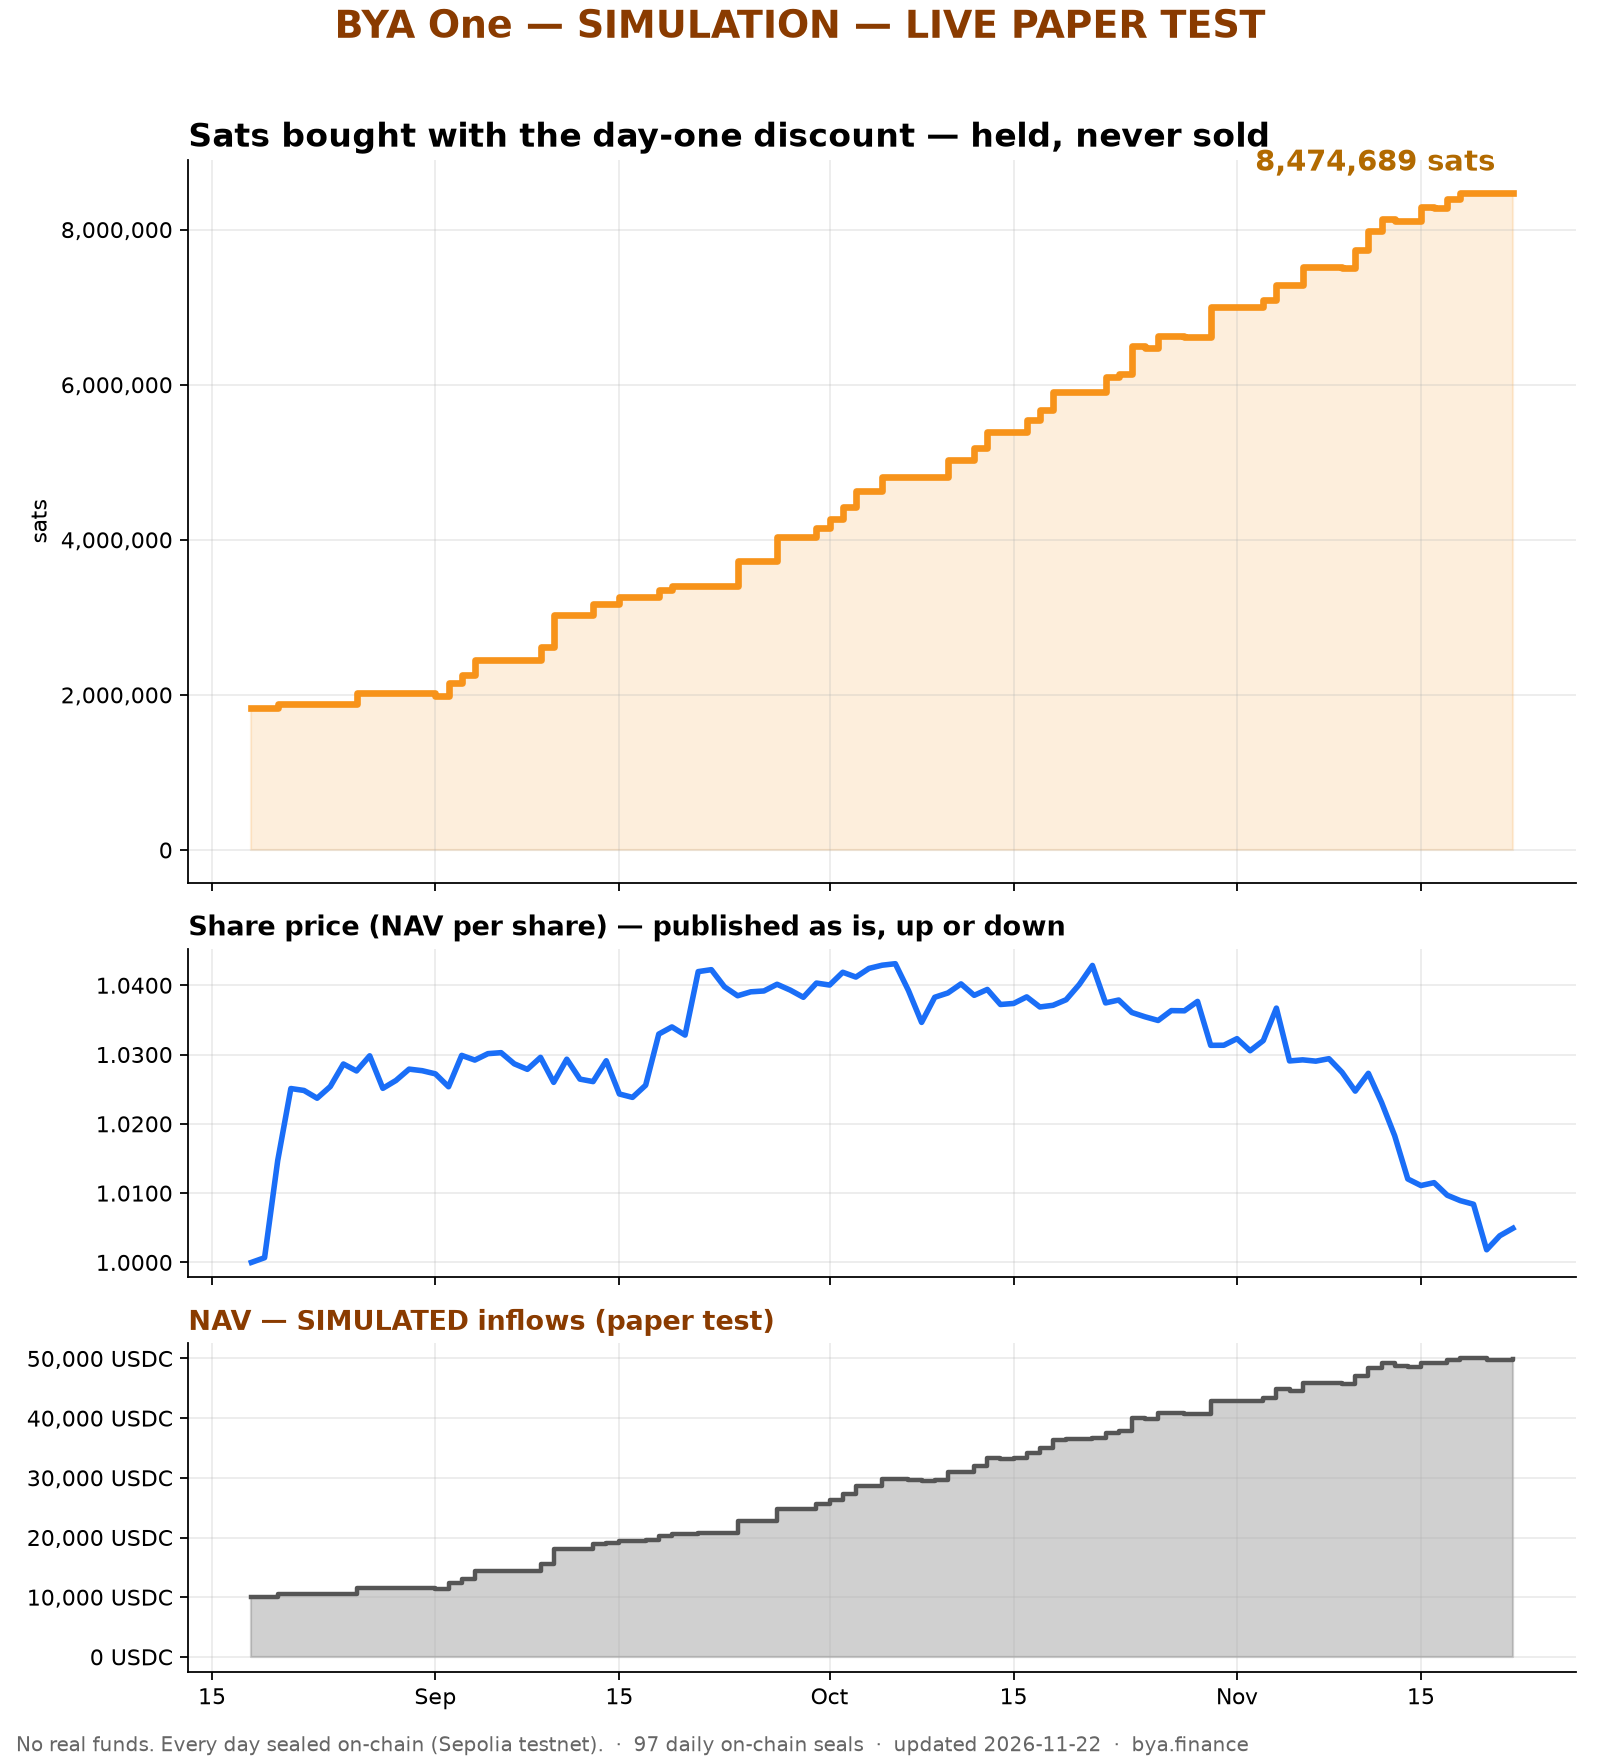 BYA One — SIMULATION — LIVE PAPER TEST
Sats bought with the day-one discount — held, never sold
8,474,689 sats
8,000,000
6,000,000
sats
4,000,000
2,000,000
0
Share price (NAV per share) — published as is, up or down
1.0400
1.0300
1.0200
1.0100
1.0000
NAV — SIMULATED inflows (paper test)
50,000 USDC
40,000 USDC
30,000 USDC
20,000 USDC
10,000 USDC
0 USDC
15 Sep 15 Oct 15 Nov 15
No real funds. Every day sealed on-chain (Sepolia testnet). · 97 daily on-chain seals · updated 2026-11-22 · bya.finance